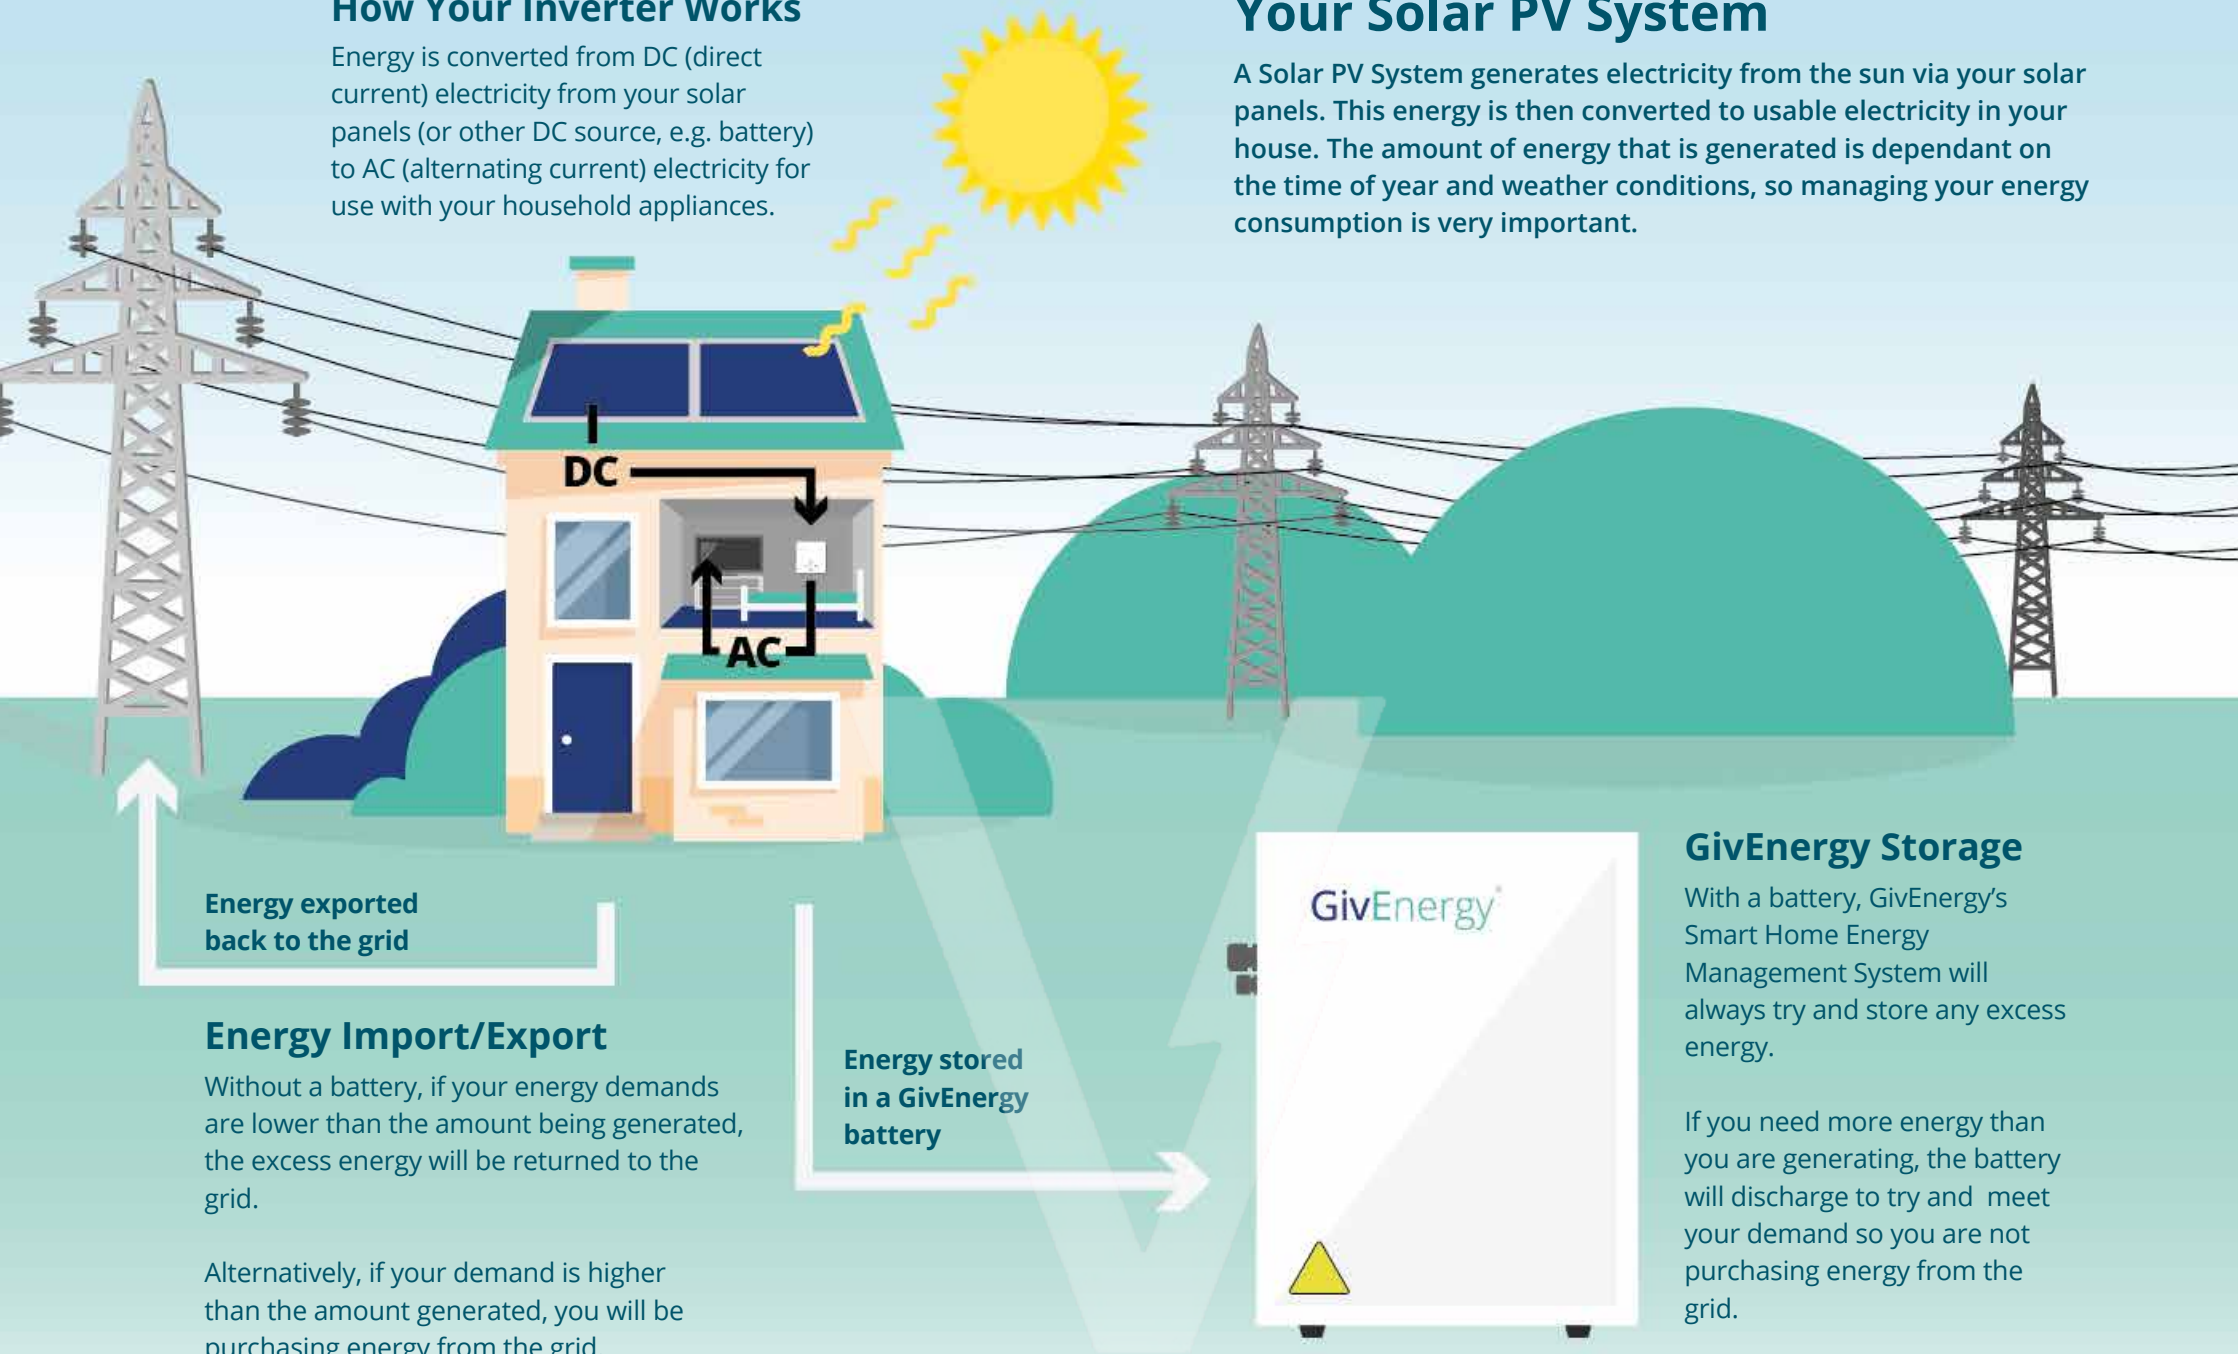 How Your Inverter Works
Energy is converted from DC (direct
current) electricity from your solar
panels (or other DC source, e.g. battery)
to AC (alternating current) electricity for
use with your household appliances.
Your Solar PV System
A Solar PV System generates electricity from the sun via your solar
panels. This energy is then converted to usable electricity in your
house. The amount of energy that is generated is dependant on
the time of year and weather conditions, so managing your energy
consumption is very important.
DC
AC
Energy exported
back to the grid
Energy Import/Export
Without a battery, if your energy demands
are lower than the amount being generated,
the excess energy will be returned to the
grid.
Alternatively, if your demand is higher
than the amount generated, you will be
purchasing energy from the grid
Energy stored
in a GivEnergy
battery
GivEnergy
GivEnergy Storage
With a battery, GivEnergy’s
Smart Home Energy
Management System will
always try and store any excess
energy.
If you need more energy than
you are generating, the battery
will discharge to try and  meet
your demand so you are not
purchasing energy from the
grid.